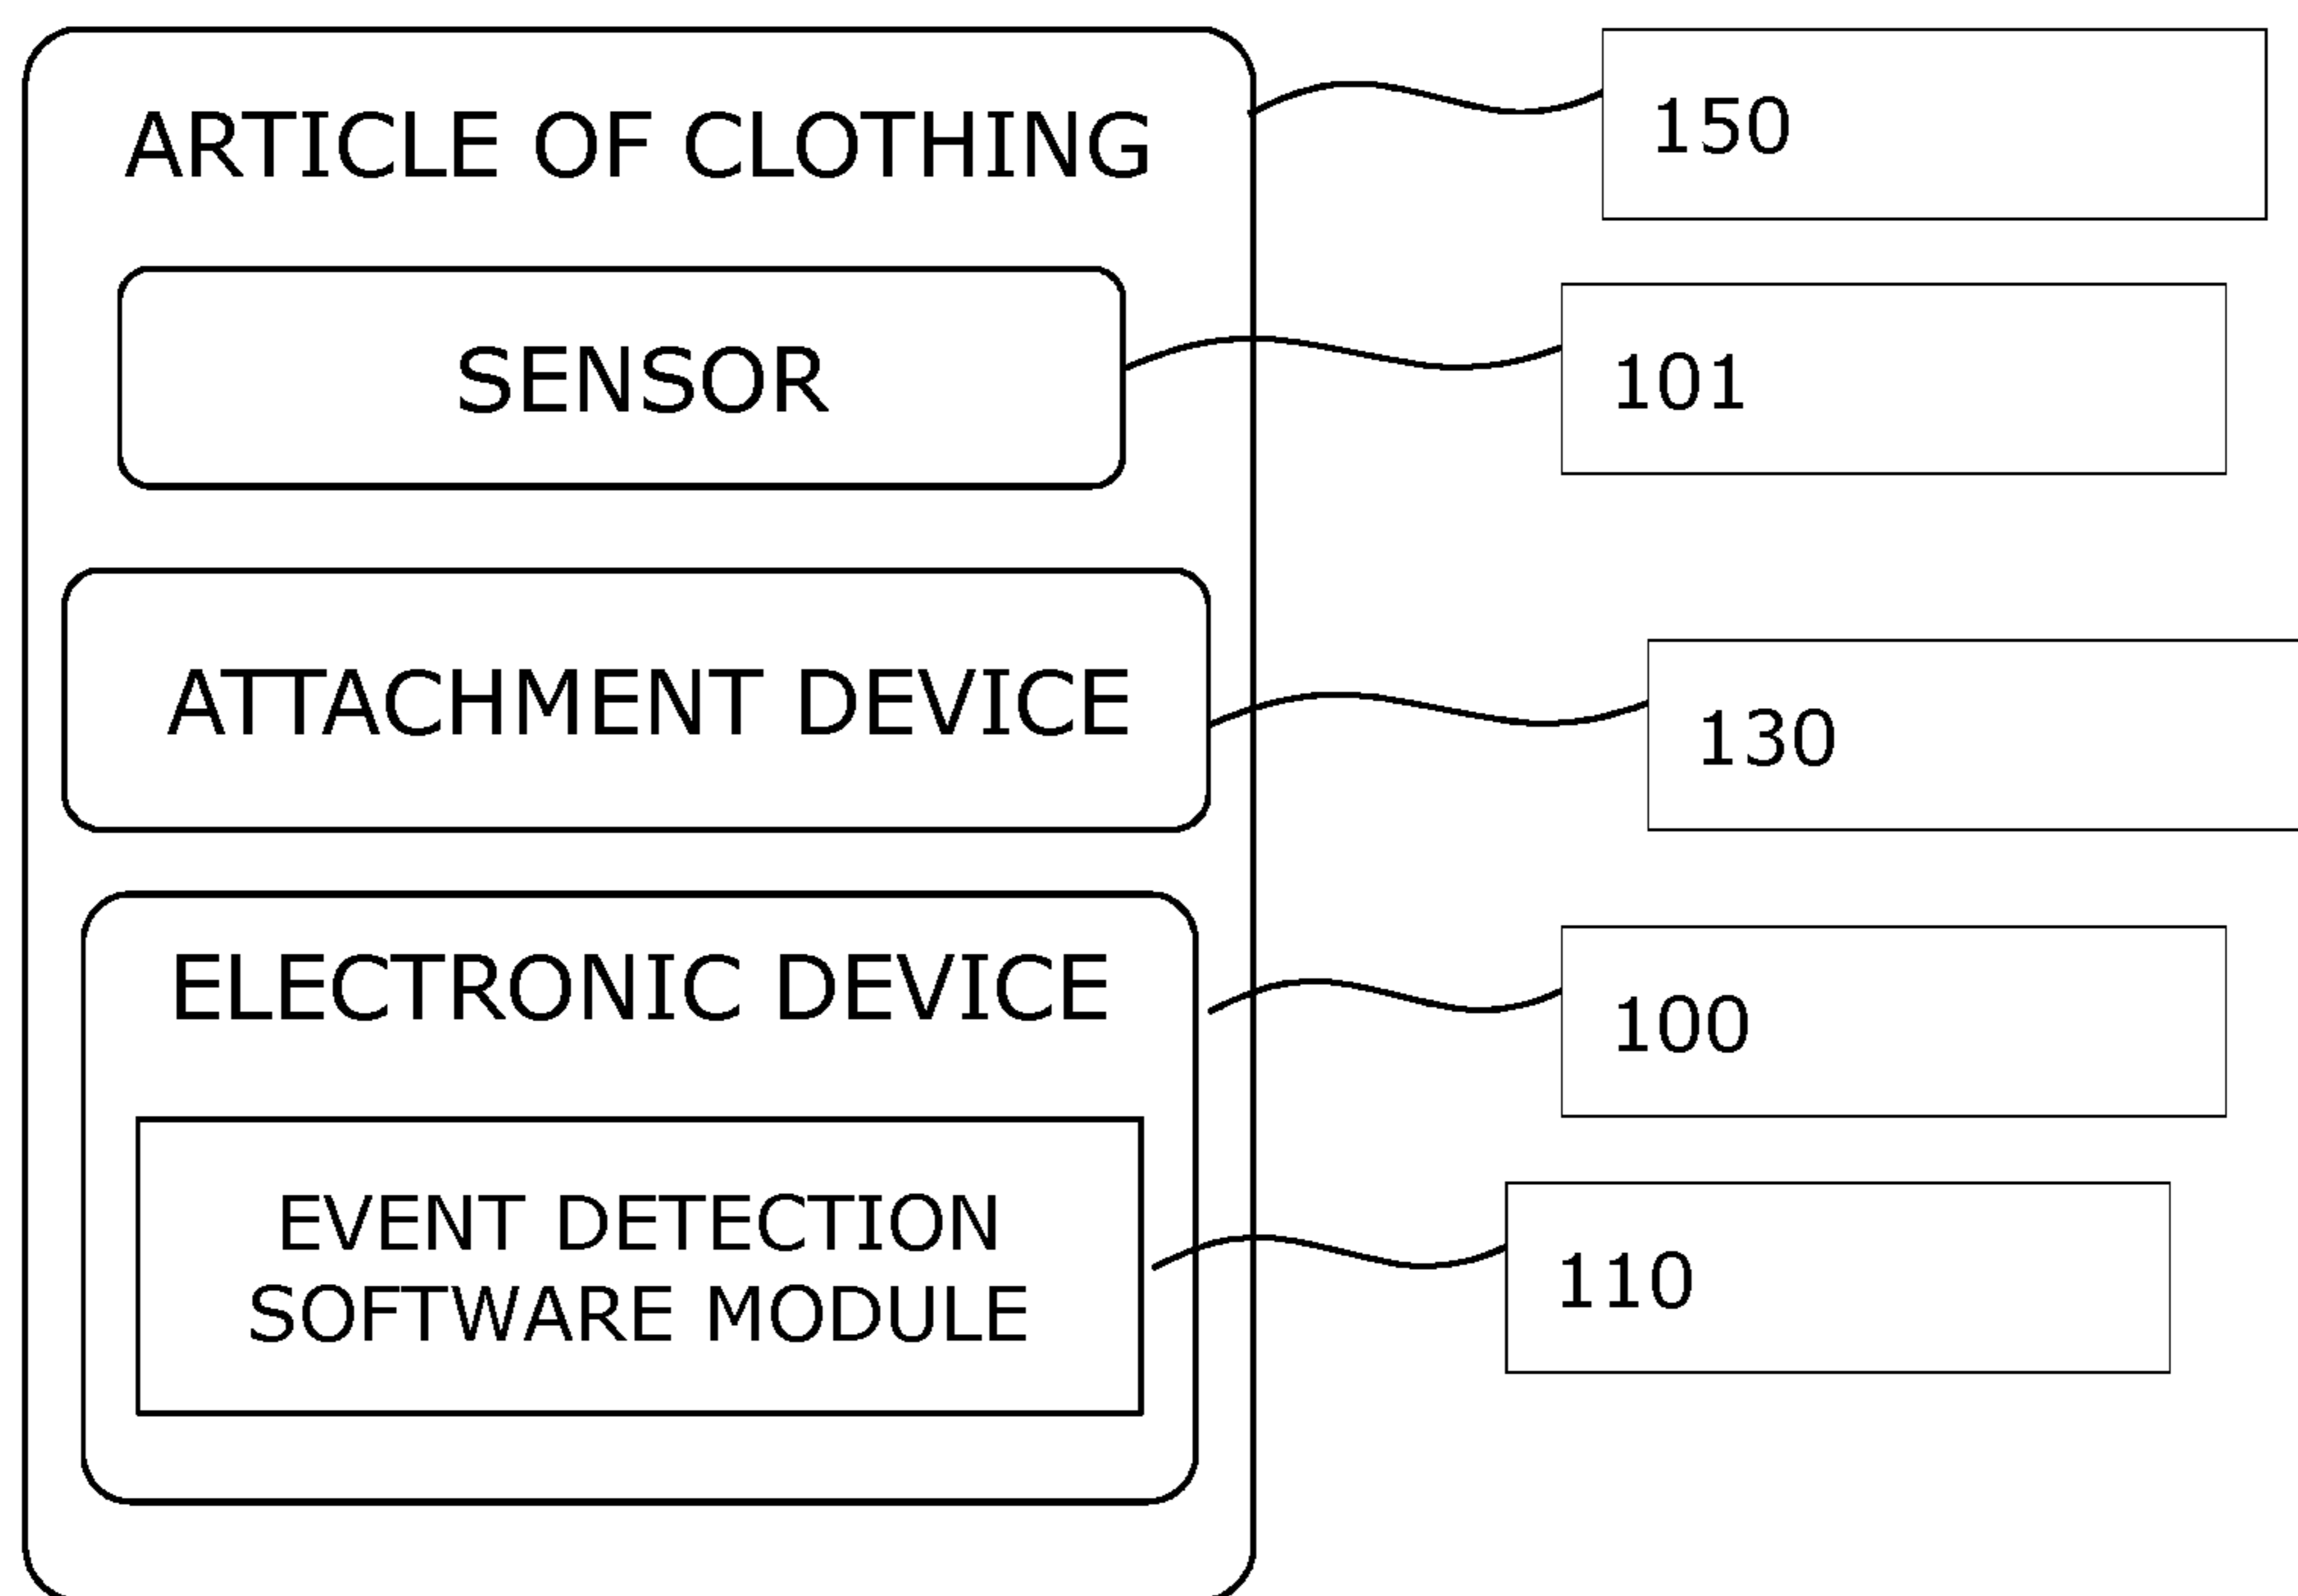 ARTICLE OF CLOTHING
150
SENSOR
101
ATTACHMENT DEVICE
130
ELECTRONIC DEVICE
100
EVENT DETECTION
SOFTWARE MODULE
110